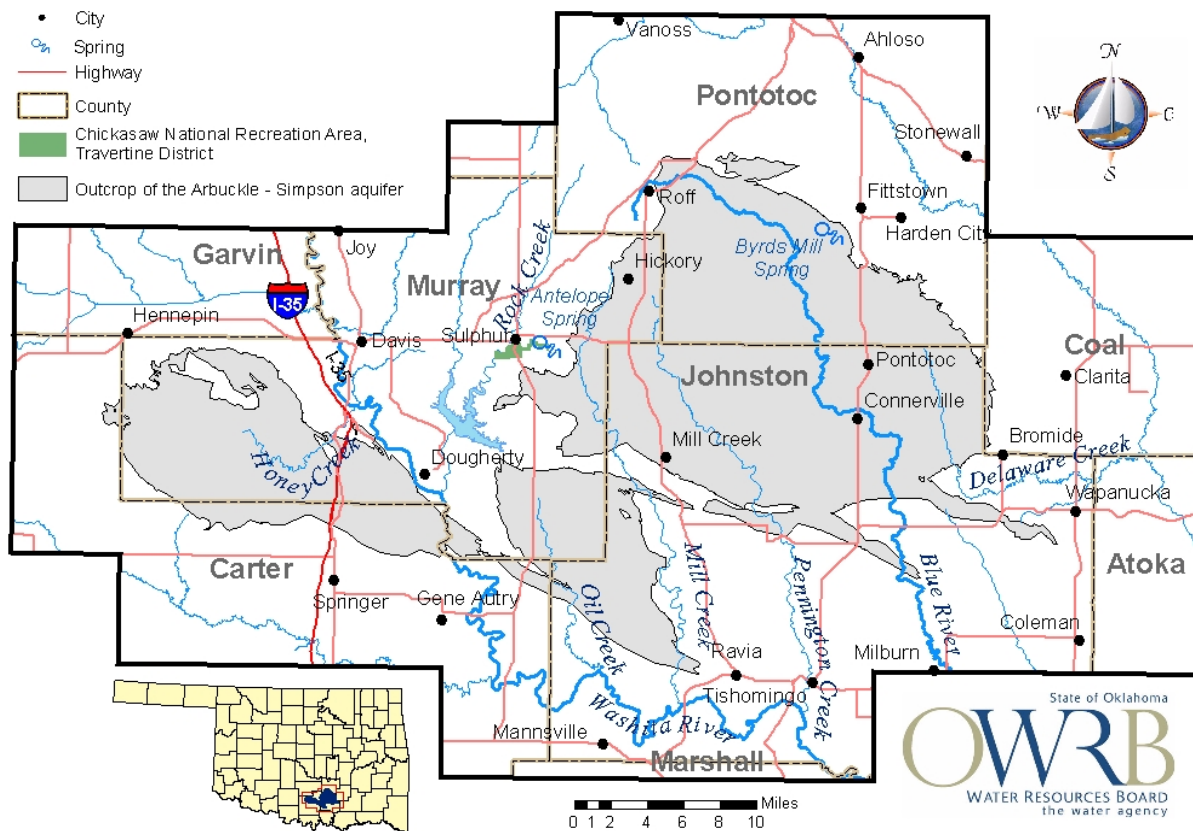 City
Spring
Highway
County
Chickasaw National Recreation Area,
Travertine District
Outcrop of the Arbuckle - Simpson aquifer
N
W
E
S
Vanoss
Ahloso
Pontotoc
Stonewall
Roff
Fittstown
Harden City
Byrds Mill
Spring
Garvin
Joy
Murray
Rock Creek
Hickory
Antelope
Spring
I-35
Hennepin
Davis
Sulphur
I-35
Johnston
Pontotoc
Coal
Clarita
Connerville
Honey Creek
Dougherty
Mill Creek
Bromide
Delaware Creek
Wapanucka
Carter
Springer
Gene Autry
Oil Creek
Mill Creek
Pennington Creek
Blue River
Atoka
Coleman
Ravia
Milburn
Tishomingo
Washita River
Mannsville
Marshall
0 1 2 4 6 8 10
Miles
State of Oklahoma
OWRB
WATER RESOURCES BOARD
the water agency